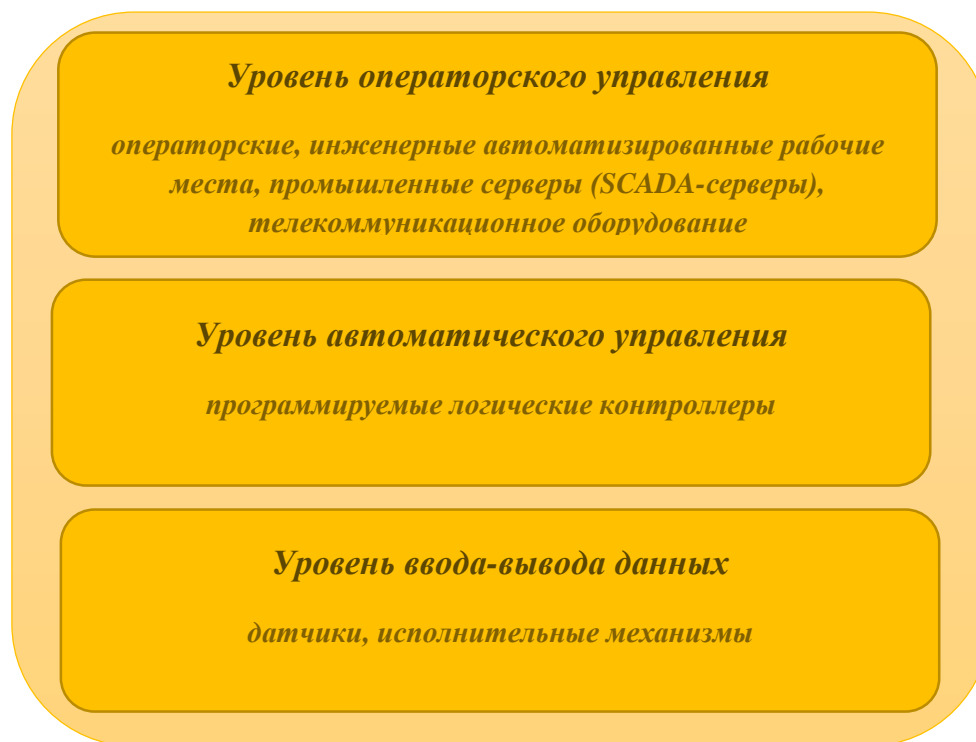 Уровень операторского управления
операторские, инженерные автоматизированные рабочие
места, промышленные серверы (SCADA-серверы),
телекоммуникационное оборудование
Уровень автоматического управления
программируемые логические контроллеры
Уровень ввода-вывода данных
датчики, исполнительные механизмы